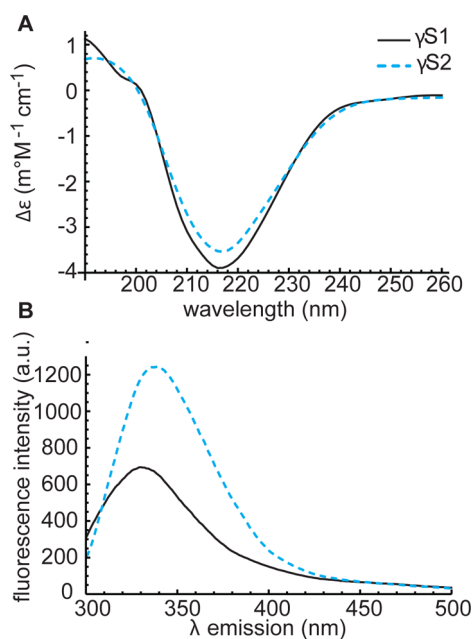 A
γS1
γS2
1
0
-1
-2
-3
-4
Δε (m°M⁻¹ cm⁻¹)
200 210 220 230 240 250 260
wavelength (nm)
B
1200
1000
800
600
400
200
0
fluorescence intensity (a.u.)
300 350 400 450 500
λ emission (nm)